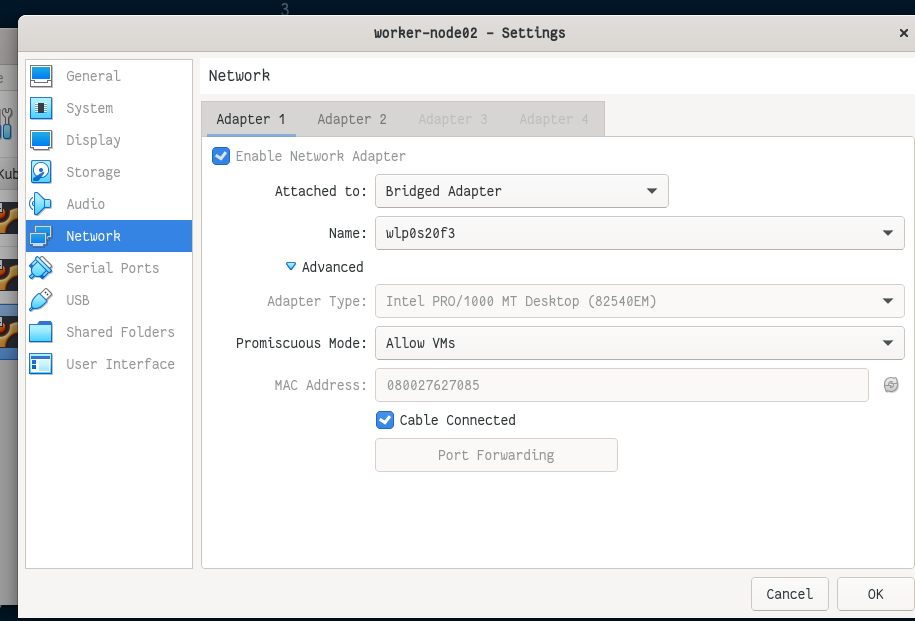 3
worker-node02 - Settings
×
General
System
Display
Storage
Audio
Network
Serial Ports
USB
Shared Folders
User Interface
Network
Adapter 1 Adapter 2 Adapter 3 Adapter 4
Enable Network Adapter
Attached to: Bridged Adapter
Name: wlp0s20f3
Advanced
Adapter Type: Intel PRO/1000 MT Desktop (82540EM)
Promiscuous Mode: Allow VMs
MAC Address: 080027627085
Cable Connected
Port Forwarding
Cancel OK
e
Kub